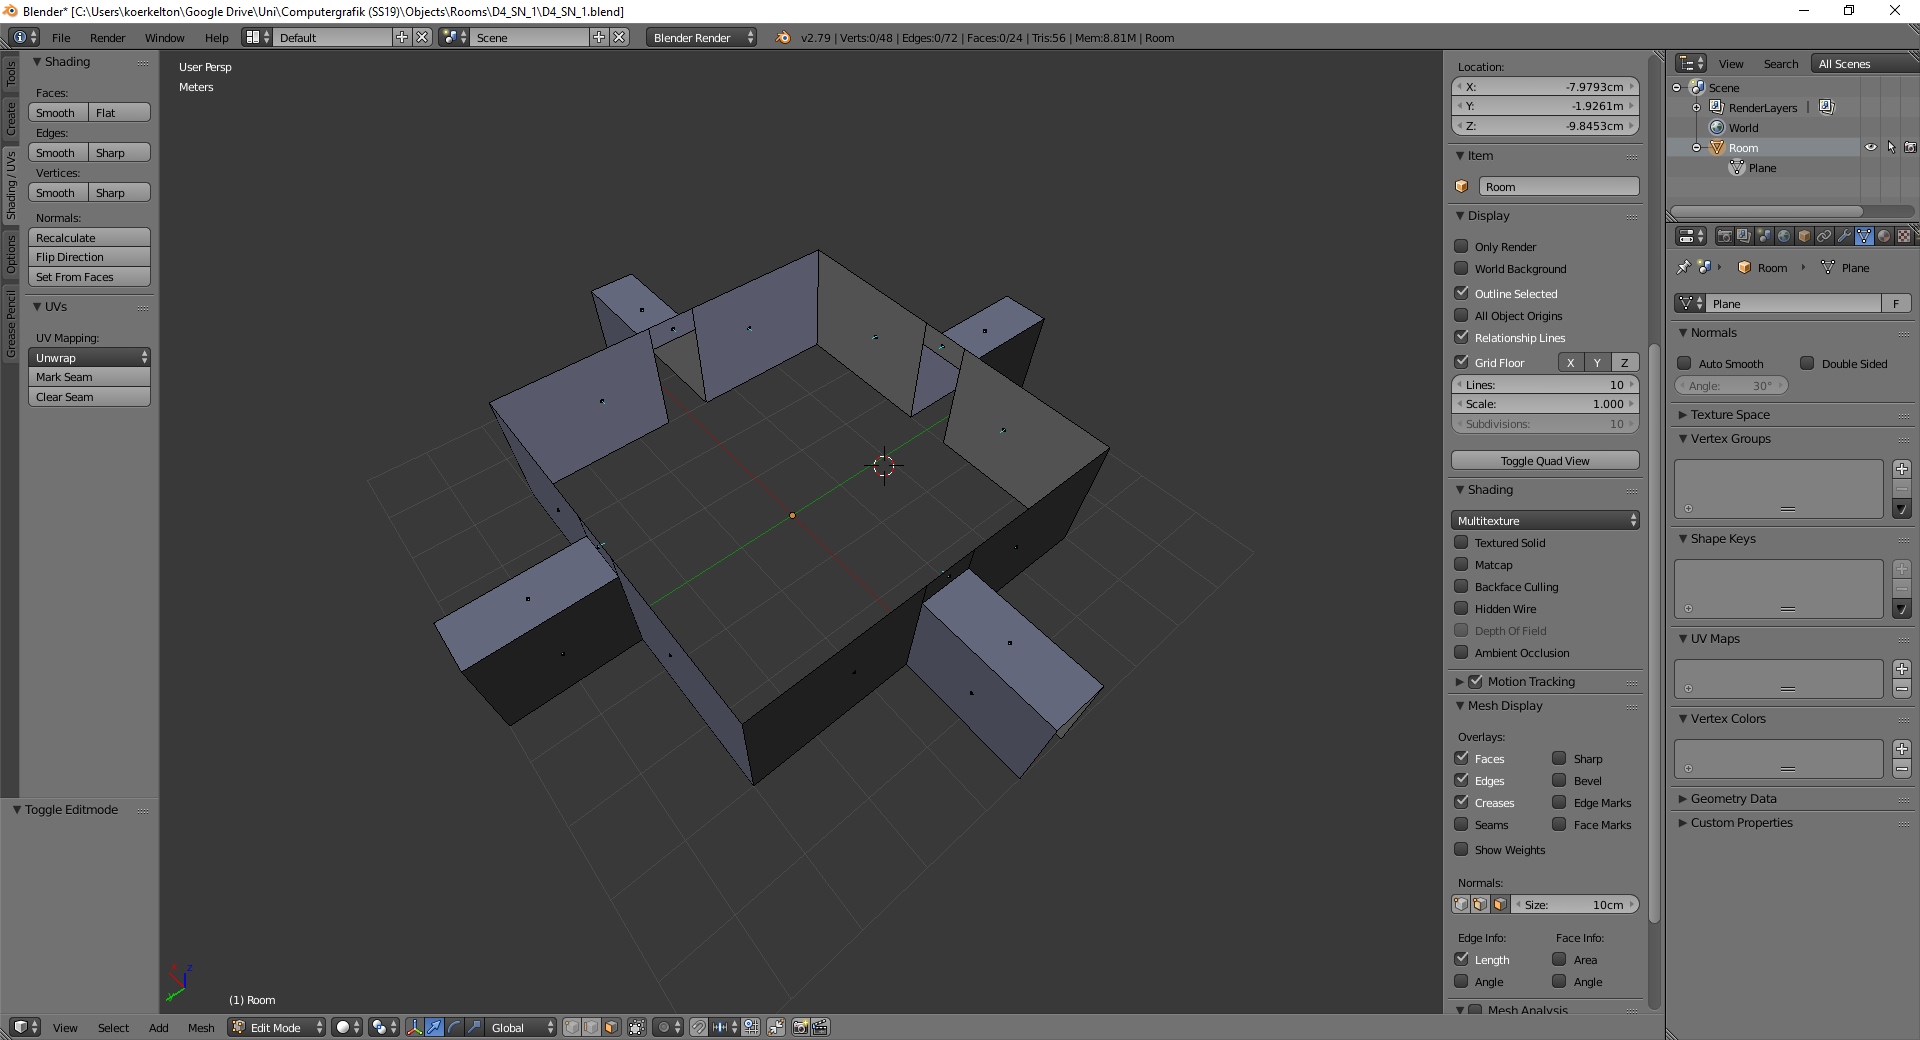 Blender* [C:\Users\koerkelton\Google Drive\Uni\Computergrafik (SS19)\Objects\Rooms\D4_SN_1\D4_SN_1.blend]
File Render Window Help Default Scene Blender Render v2.79 | Verts:0/48 | Edges:0/72 | Faces:0/24 | Tris:56 | Mem:8.81M | Room
Tools
Create
Shading / UVs
Options
Grease Pencil
Shading
Faces:
Smooth Flat
Edges:
Smooth Sharp
Vertices:
Smooth Sharp
Normals:
Recalculate
Flip Direction
Set From Faces
UVs
UV Mapping:
Unwrap
Mark Seam
Clear Seam
Toggle Editmode
User Persp
Meters
x
z
y
(1) Room
View Select Add Mesh Edit Mode Global
Location:
X: -7.9793cm
Y: -1.9261m
Z: -9.8453cm
Item
Room
Display
Only Render
World Background
Outline Selected
All Object Origins
Relationship Lines
Grid Floor X Y Z
Lines: 10
Scale: 1.000
Subdivisions: 10
Toggle Quad View
Shading
Multitexture
Textured Solid
Matcap
Backface Culling
Hidden Wire
Depth Of Field
Ambient Occlusion
Motion Tracking
Mesh Display
Overlays:
Faces Sharp
Edges Bevel
Creases Edge Marks
Seams Face Marks
Show Weights
Normals:
Size: 10cm
Edge Info: Face Info:
Length Area
Angle Angle
Mesh Analysis
View Search All Scenes
Scene
RenderLayers |
World
Room
Plane
Room Plane
Plane F
Normals
Auto Smooth Double Sided
Angle: 30°
Texture Space
Vertex Groups
Shape Keys
UV Maps
Vertex Colors
Geometry Data
Custom Properties